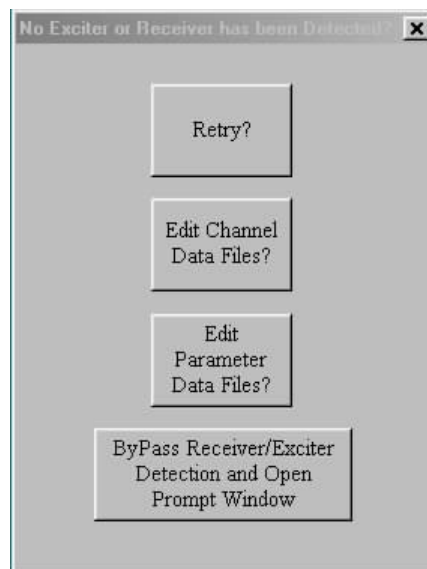 No Exciter or Receiver has been Detected?
Retry?
Edit Channel
Data Files?
Edit
Parameter
Data Files?
ByPass Receiver/Exciter
Detection and Open
Prompt Window